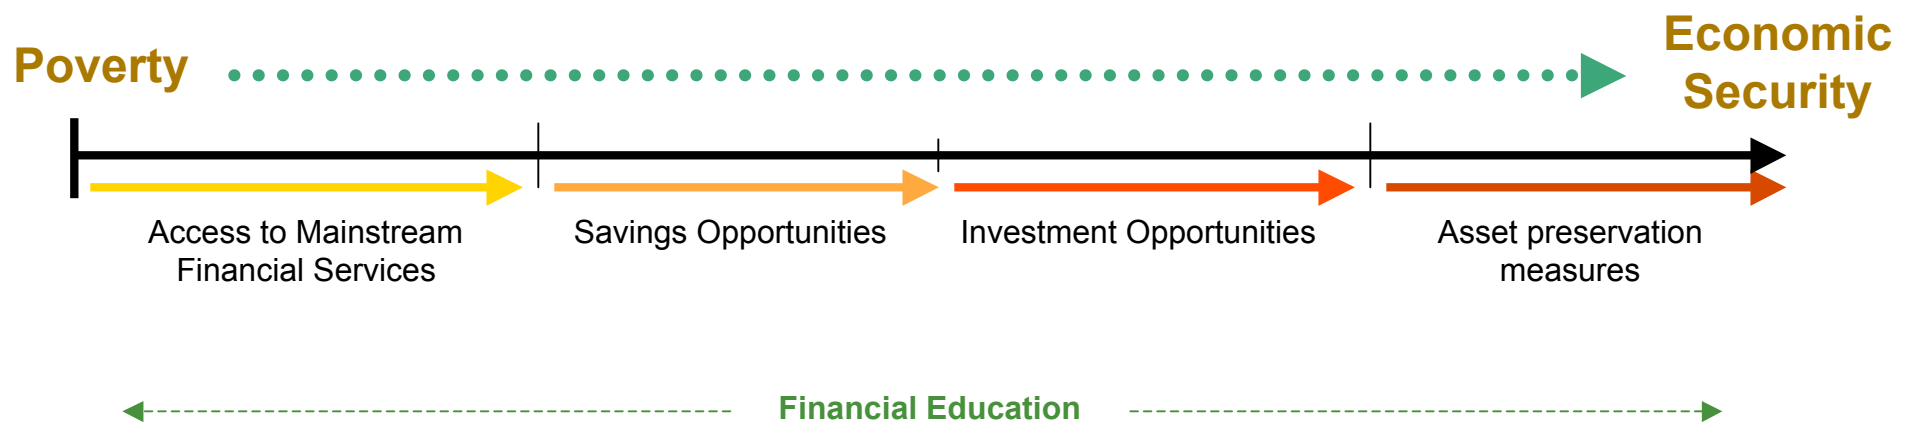 Poverty
Economic
Security
Access to Mainstream
Financial Services
Savings Opportunities
Investment Opportunities
Asset preservation
measures
Financial Education